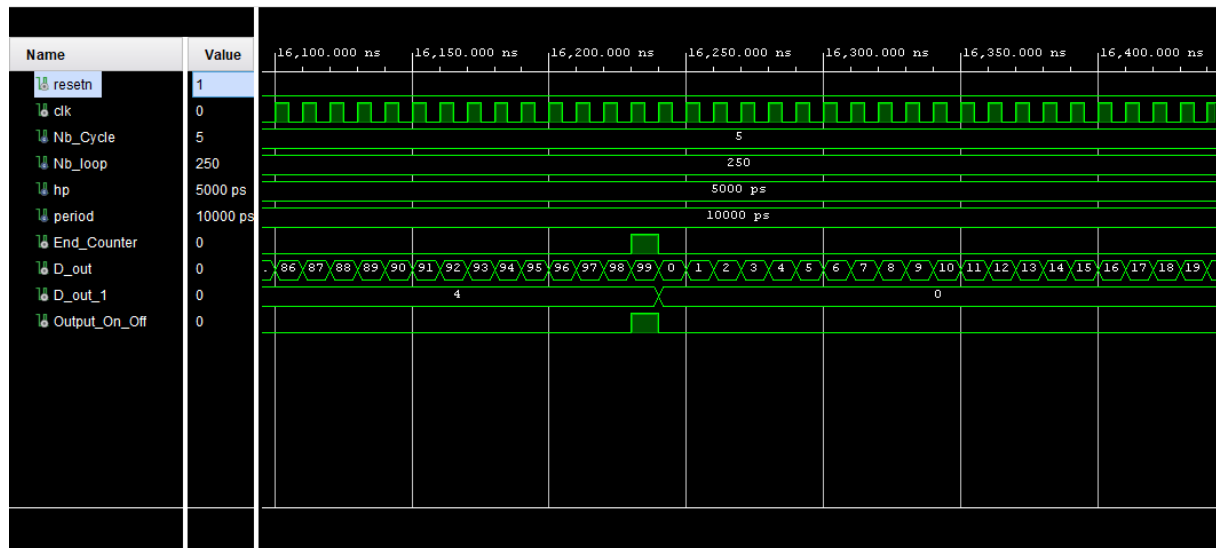 Name Value 16,100.000 ns 16,150.000 ns 16,200.000 ns 16,250.000 ns 16,300.000 ns 16,350.000 ns 16,400.000 ns
resetn 1
clk 0
Nb_Cycle 5 5
Nb_loop 250 250
hp 5000 ps 5000 ps
period 10000 ps 10000 ps
End_Counter 0
D_out 0 . 86 87 88 89 90 91 92 93 94 95 96 97 98 99 0 1 2 3 4 5 6 7 8 9 10 11 12 13 14 15 16 17 18 19
D_out_1 0 4 0
Output_On_Off 0